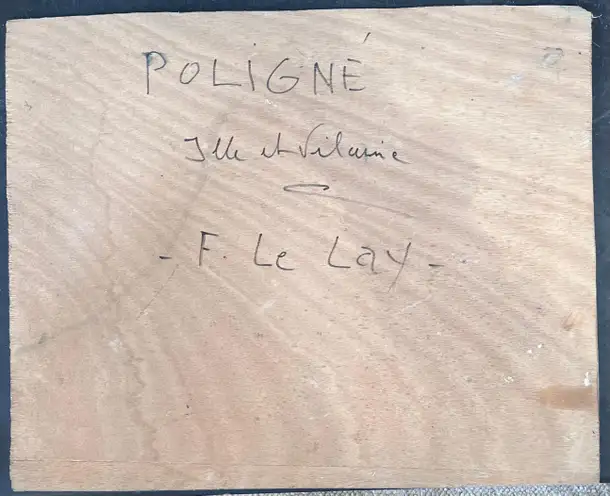 POLIGNÉ
Ille et Vilaine
- F. Le Lay -